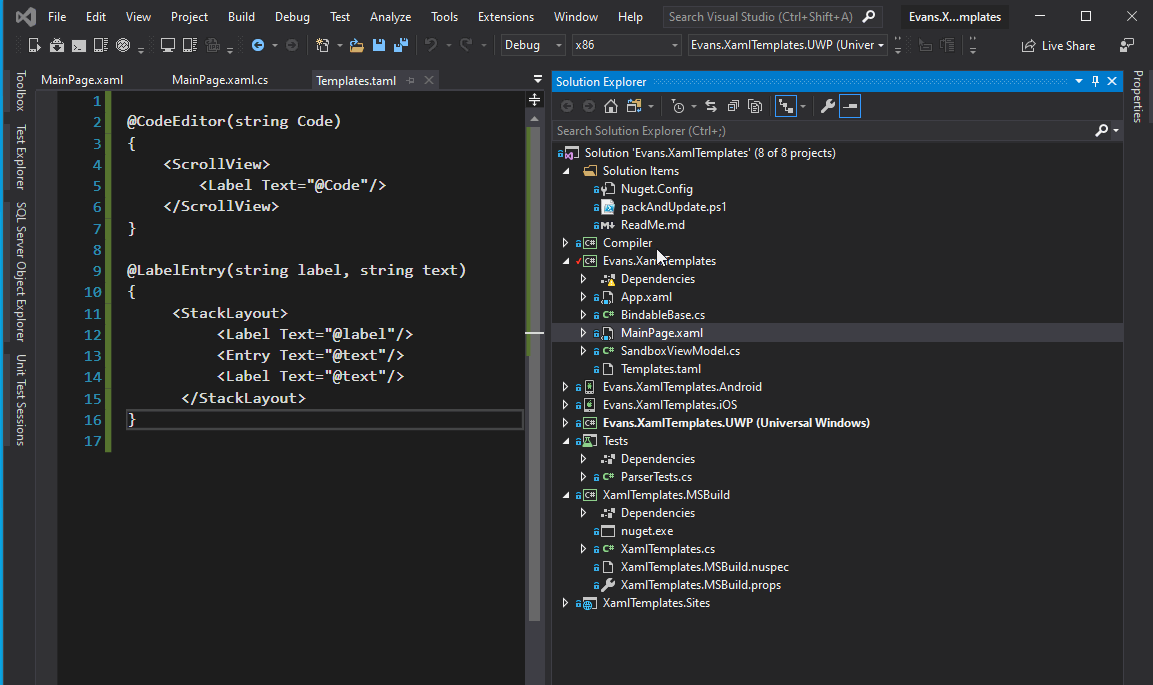 File Edit View Project Build Debug Test Analyze Tools Extensions Window Help Search Visual Studio (Ctrl+Shift+A) Evans.X...mplates
Debug x86 Evans.XamlTemplates.UWP (Univer Live Share
Toolbox
Test Explorer
SQL Server Object Explorer
Unit Test Sessions
MainPage.xaml MainPage.xaml.cs Templates.taml
1
2 @CodeEditor(string Code)
3 {
4 <ScrollView>
5 <Label Text="@Code"/>
6 </ScrollView>
7 }
8
9 @LabelEntry(string label, string text)
10 {
11 <StackLayout>
12 <Label Text="@label"/>
13 <Entry Text="@text"/>
14 <Label Text="@text"/>
15 </StackLayout>
16 }
17
Solution Explorer
Search Solution Explorer (Ctrl+;)
Solution 'Evans.XamlTemplates' (8 of 8 projects)
Solution Items
Nuget.Config
packAndUpdate.ps1
M+ ReadMe.md
C# Compiler
C# Evans.XamlTemplates
Dependencies
App.xaml
C# BindableBase.cs
MainPage.xaml
C# SandboxViewModel.cs
Templates.taml
Evans.XamlTemplates.Android
Evans.XamlTemplates.iOS
C# Evans.XamlTemplates.UWP (Universal Windows)
Tests
Dependencies
C# ParserTests.cs
C# XamlTemplates.MSBuild
Dependencies
nuget.exe
C# XamlTemplates.cs
XamlTemplates.MSBuild.nuspec
XamlTemplates.MSBuild.props
XamlTemplates.Sites
Properties